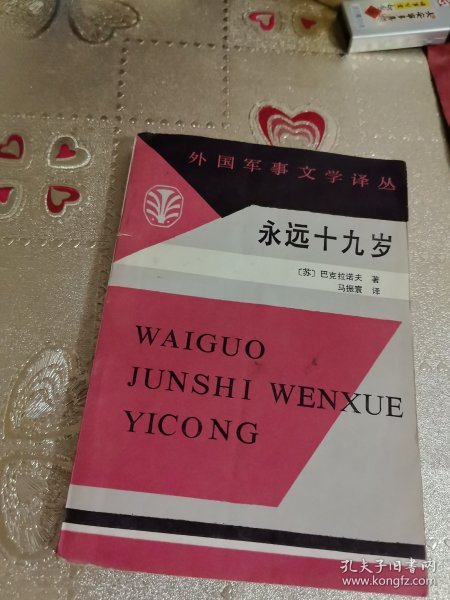 外国军事文学译丛
永远十九岁
〔苏〕巴克拉诺夫 著
马振寰 译
WAIGUO
JUNSHI WENXUE
YICONG
孔夫子旧书网
www.kongfz.com